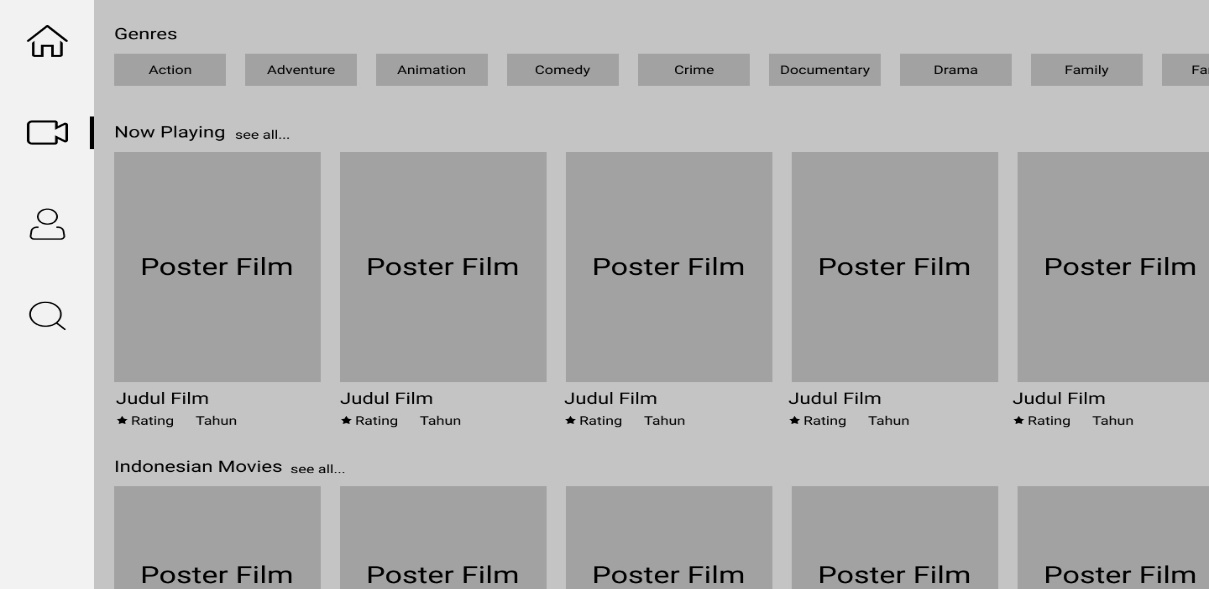 Genres
Action Adventure Animation Comedy Crime Documentary Drama Family
Now Playing see all...
Poster Film Poster Film Poster Film Poster Film Poster Film
Judul Film Judul Film Judul Film Judul Film Judul Film
Rating Tahun Rating Tahun Rating Tahun Rating Tahun Rating Tahun
Indonesian Movies see all...
Poster Film Poster Film Poster Film Poster Film Poster Film